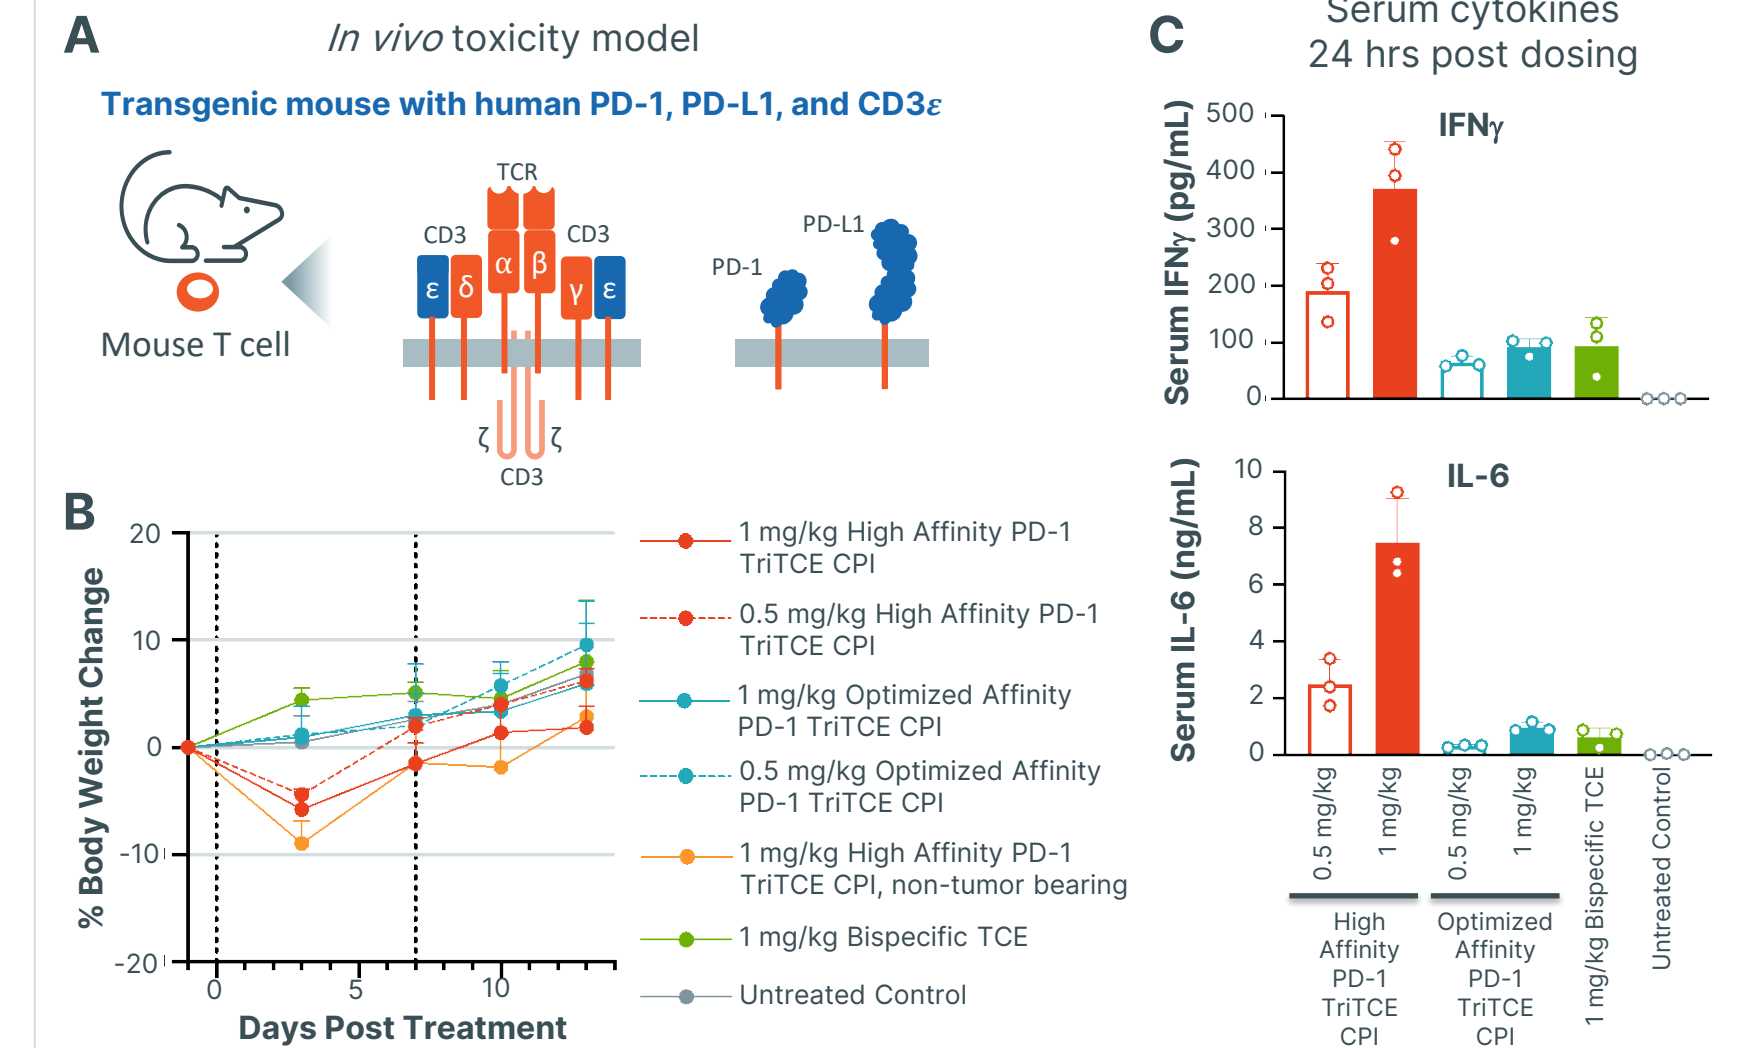 A
In vivo toxicity model
Transgenic mouse with human PD-1, PD-L1, and CD3ε
Mouse T cell
TCR
CD3
CD3
ε
δ
α
β
γ
ε
ζ
ζ
CD3
PD-1
PD-L1
B
% Body Weight Change
20
10
0
-10
-20
0
5
10
Days Post Treatment
1 mg/kg High Affinity PD-1
TriTCE CPI
0.5 mg/kg High Affinity PD-1
TriTCE CPI
1 mg/kg Optimized Affinity
PD-1 TriTCE CPI
0.5 mg/kg Optimized Affinity
PD-1 TriTCE CPI
1 mg/kg High Affinity PD-1
TriTCE CPI, non-tumor bearing
1 mg/kg Bispecific TCE
Untreated Control
C
Serum cytokines
24 hrs post dosing
Serum IFNγ (pg/mL)
500
400
300
200
100
0
IFNγ
Serum IL-6 (ng/mL)
10
8
6
4
2
0
IL-6
0.5 mg/kg
1 mg/kg
0.5 mg/kg
1 mg/kg
1 mg/kg Bispecific TCE
Untreated Control
High
Affinity
PD-1
TriTCE
CPI
Optimized
Affinity
PD-1
TriTCE
CPI